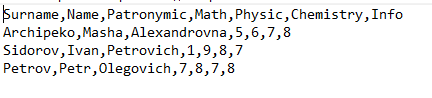 Surname,Name,Patronymic,Math,Physic,Chemistry,Info
Archipeko,Masha,Alexandrovna,5,6,7,8
Sidorov,Ivan,Petrovich,1,9,8,7
Petrov,Petr,Olegovich,7,8,7,8